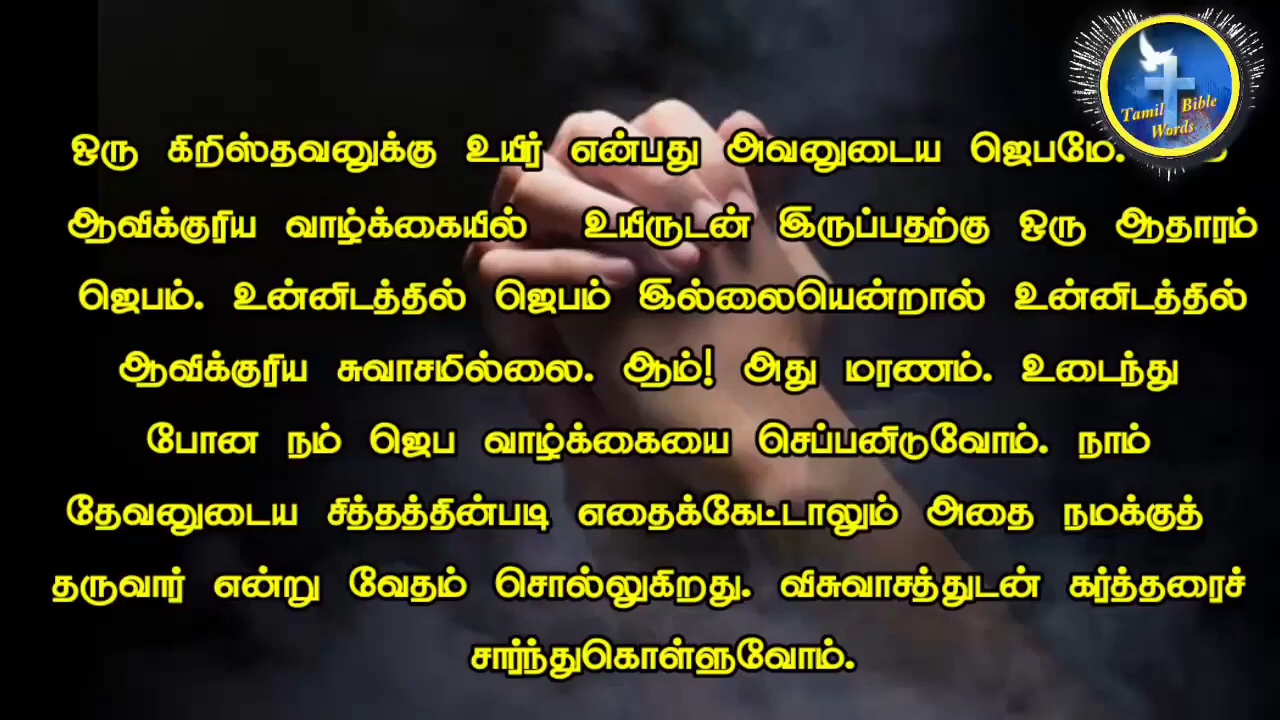 ஒரு கிறிஸ்தவனுக்கு உயிர் என்பது அவனுடைய ஜெபமே.
ஆவிக்குரிய வாழ்க்கையில் உயிருடன் இருப்பதற்கு ஒரு ஆதாரம்
ஜெபம். உன்னிடத்தில் ஜெபம் இல்லையென்றால் உன்னிடத்தில்
ஆவிக்குரிய சுவாசமில்லை. ஆம்! அது மரணம். உடைந்து
போன நம் ஜெப வாழ்க்கையை செப்பனிடுவோம். நாம்
தேவனுடைய சித்தத்தின்படி எதைக்கேட்டாலும் அதை நமக்குத்
தருவார் என்று வேதம் சொல்லுகிறது. விசுவாசத்துடன் கர்த்தரைச்
சார்ந்துகொள்ளுவோம்.
Tamil Bible
Words